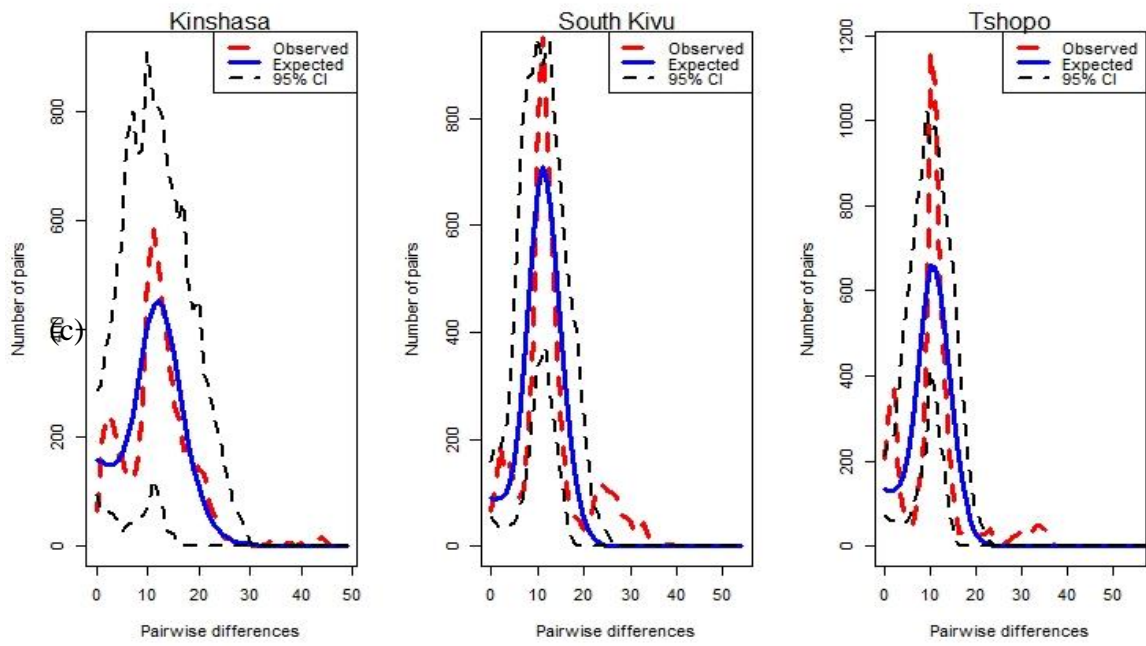 Kinshasa
Observed
Expected
95% CI
Number of pairs
0
200
400
600
800
0 10 20 30 40 50
Pairwise differences
(c)
South Kivu
Observed
Expected
95% CI
Number of pairs
0
200
400
600
800
0 10 20 30 40 50
Pairwise differences
Tshopo
Observed
Expected
95% CI
Number of pairs
0
200
400
600
800
1000
1200
0 10 20 30 40 50
Pairwise differences